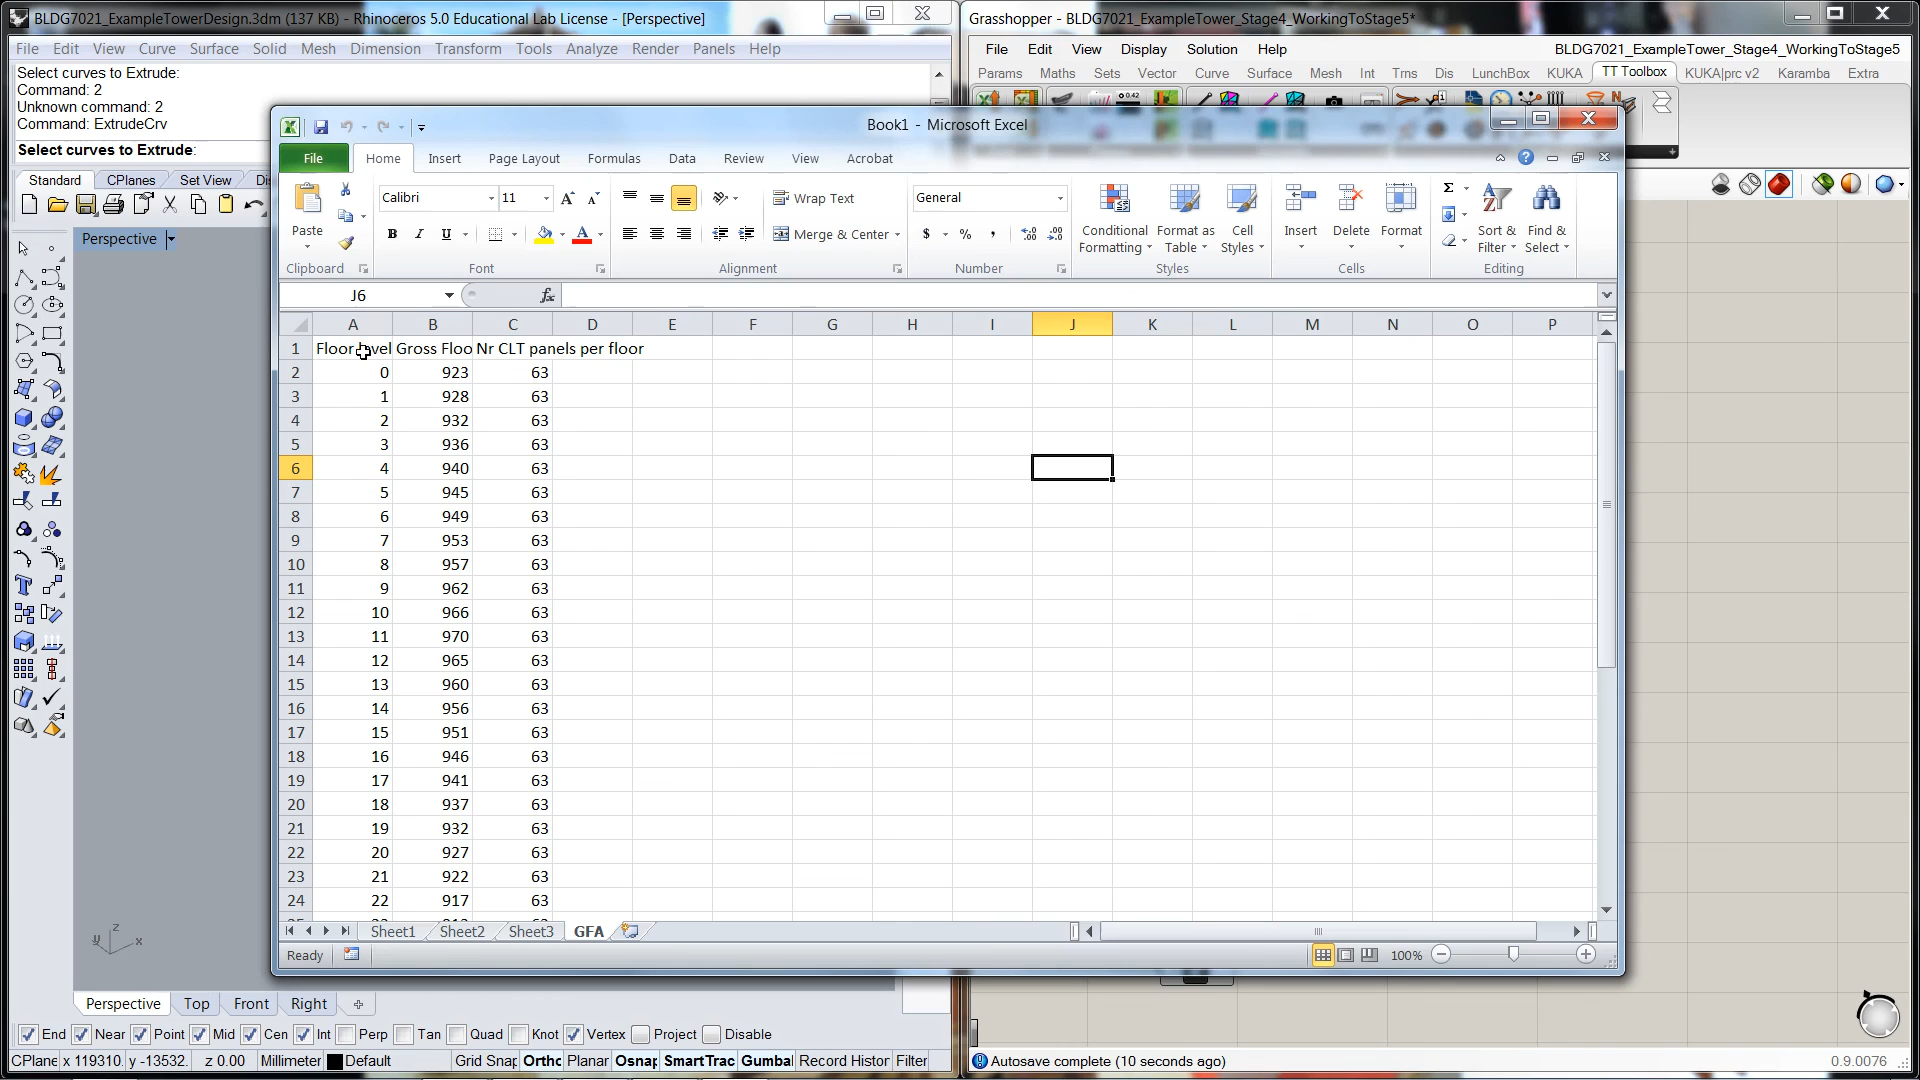 BLDG7021_ExampleTowerDesign.3dm (137 KB) - Rhinoceros 5.0 Educational Lab License - [Perspective]
File Edit View Curve Surface Solid Mesh Dimension Transform Tools Analyze Render Panels Help
Select curves to Extrude:
Command: 2
Unknown command: 2
Command: ExtrudeCrv
Select curves to Extrude:
Standard CPlanes Set View
Perspective
Grasshopper - BLDG7021_ExampleTower_Stage4_WorkingToStage5*
File Edit View Display Solution Help BLDG7021_ExampleTower_Stage4_WorkingToStage5
Params Maths Sets Vector Curve Surface Mesh Int Trns Dis LunchBox KUKA TT Toolbox KUKA|prc v2 Karamba Extra
Book1 - Microsoft Excel
File Home Insert Page Layout Formulas Data Review View Acrobat
Paste Calibri 11 Wrap Text General Conditional Formatting Format as Table Cell Styles Insert Delete Format Sort & Filter Find & Select
B I U Merge & Center $ % ,
Clipboard Font Alignment Number Styles Cells Editing
J6 fx
A B C D E F G H I J K L M N O P
1 Floor level Gross Floo Nr CLT panels per floor
2 0 923 63
3 1 928 63
4 2 932 63
5 3 936 63
6 4 940 63
7 5 945 63
8 6 949 63
9 7 953 63
10 8 957 63
11 9 962 63
12 10 966 63
13 11 970 63
14 12 965 63
15 13 960 63
16 14 956 63
17 15 951 63
18 16 946 63
19 17 941 63
20 18 937 63
21 19 932 63
22 20 927 63
23 21 922 63
24 22 917 63
Sheet1 Sheet2 Sheet3 GFA
Ready 100%
z y x
Perspective Top Front Right
End Near Point Mid Cen Int Perp Tan Quad Knot Vertex Project Disable
CPlane x 119310. y -13532. z 0.00 Millimeter Default Grid Snap Ortho Planar Osnap SmartTrac Gumbal Record Histor Filter
Autosave complete (10 seconds ago) 0.9.0076